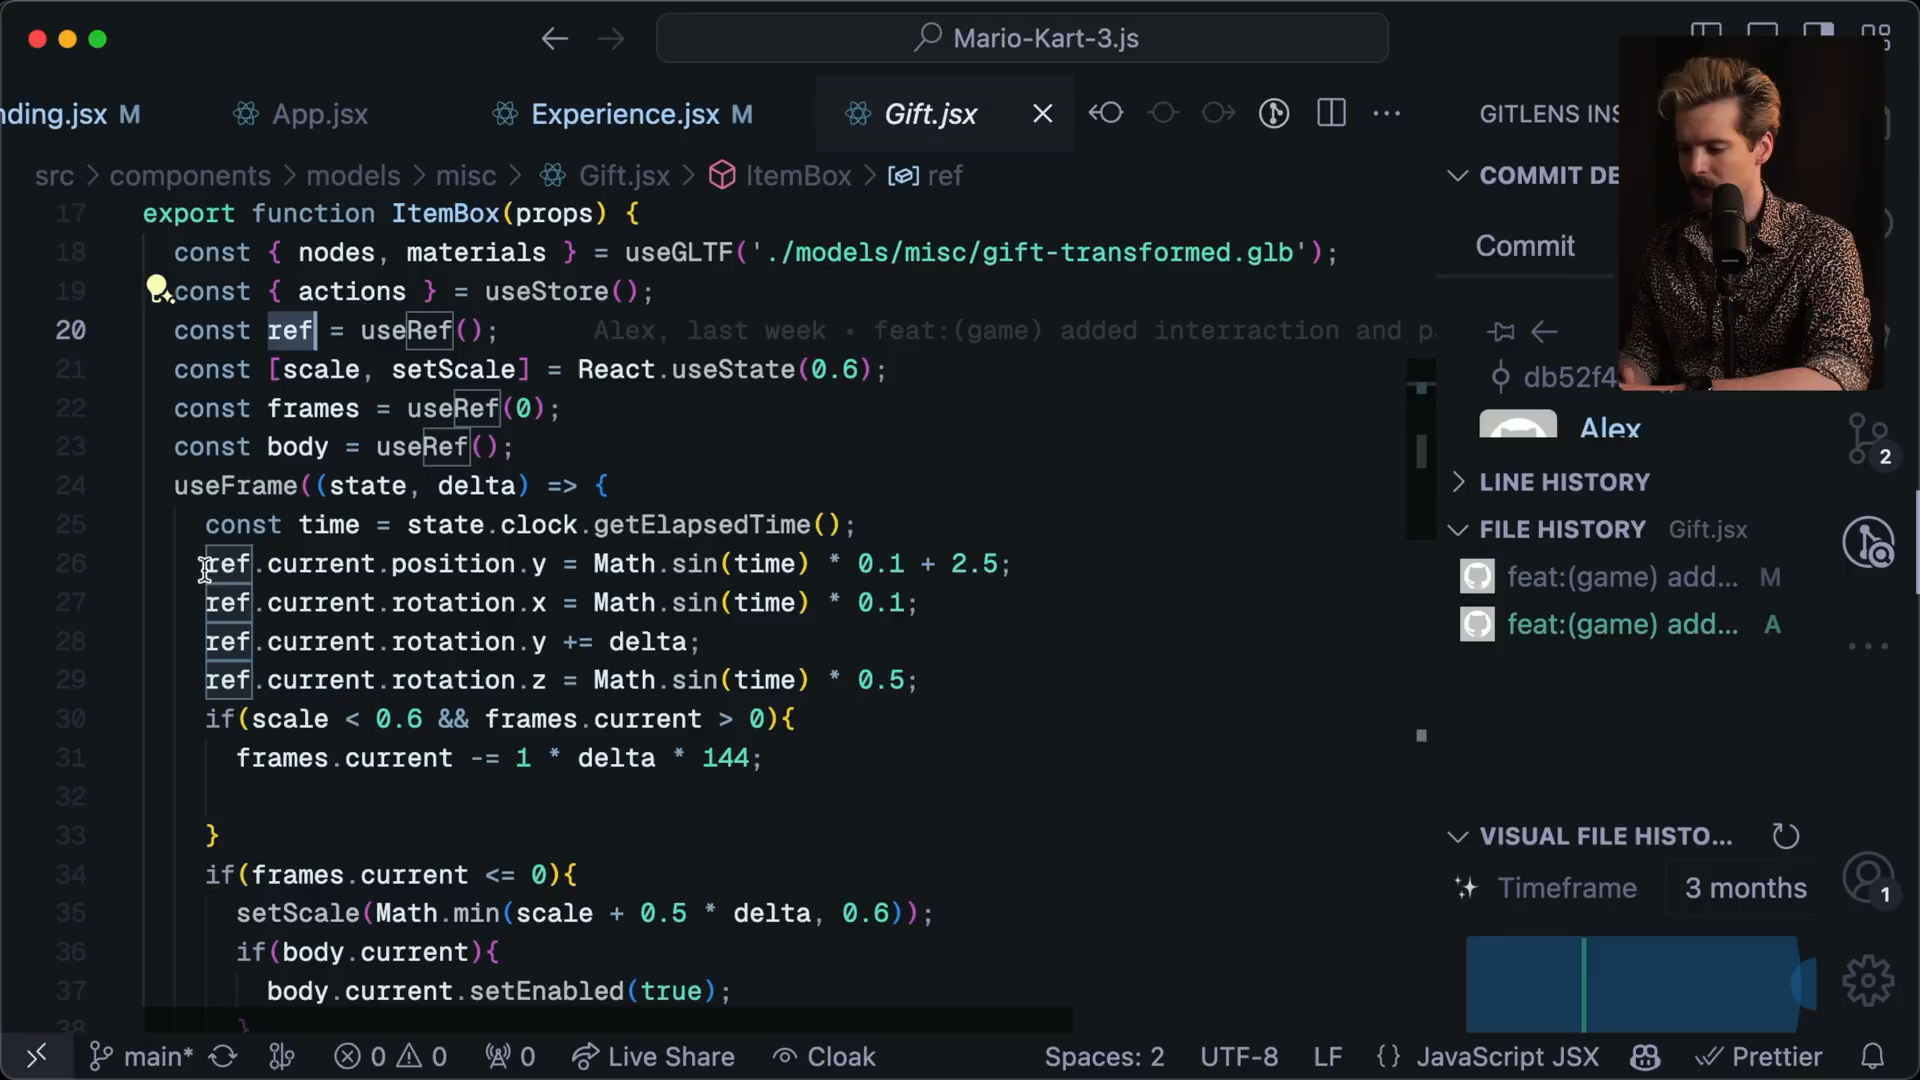 Mario-Kart-3.js
nding.jsx M
App.jsx
Experience.jsx M
Gift.jsx
src > components > models > misc > Gift.jsx > ItemBox > ref
17 export function ItemBox(props) {
18 const { nodes, materials } = useGLTF('./models/misc/gift-transformed.glb');
19 const { actions } = useStore();
20 const ref = useRef(); Alex, last week • feat:(game) added interraction and p
21 const [scale, setScale] = React.useState(0.6);
22 const frames = useRef(0);
23 const body = useRef();
24 useFrame((state, delta) => {
25 const time = state.clock.getElapsedTime();
26 ref.current.position.y = Math.sin(time) * 0.1 + 2.5;
27 ref.current.rotation.x = Math.sin(time) * 0.1;
28 ref.current.rotation.y += delta;
29 ref.current.rotation.z = Math.sin(time) * 0.5;
30 if(scale < 0.6 && frames.current > 0){
31 frames.current -= 1 * delta * 144;
32
33 }
34 if(frames.current <= 0){
35 setScale(Math.min(scale + 0.5 * delta, 0.6));
36 if(body.current){
37 body.current.setEnabled(true);
38 }
GITLENS INS
COMMIT DE
Commit
db52f4
Alex
LINE HISTORY
FILE HISTORY Gift.jsx
feat:(game) add... M
feat:(game) add... A
VISUAL FILE HISTO...
Timeframe 3 months
2
1
main* 0 0 0 Live Share Cloak Spaces: 2 UTF-8 LF {} JavaScript JSX Prettier